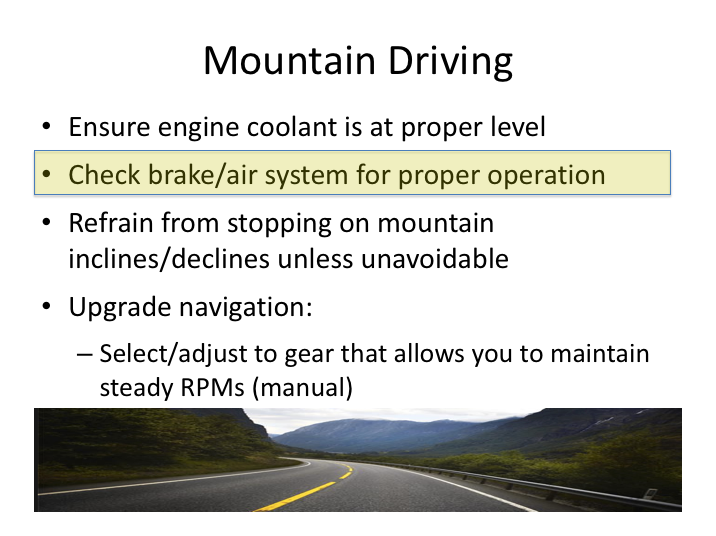 Mountain Driving
• Ensure engine coolant is at proper level
• Check brake/air system for proper operation
• Refrain from stopping on mountain
inclines/declines unless unavoidable
• Upgrade navigation:
– Select/adjust to gear that allows you to maintain
steady RPMs (manual)